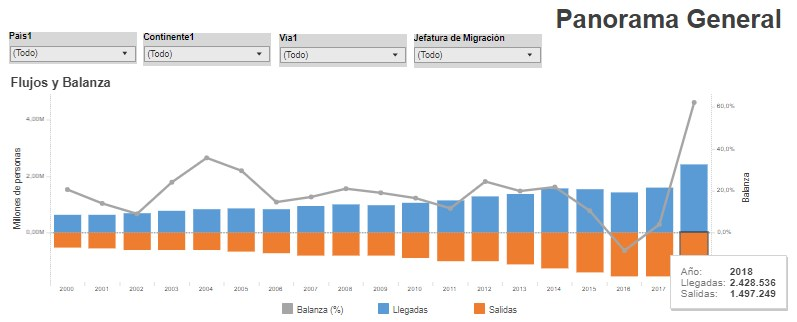 Panorama General
País1 Continente1 Vía1 Jefatura de Migración
(Todo) (Todo) (Todo) (Todo)
Flujos y Balanza
Millones de personas
4,00M
2,00M
0,00M
60,0%
40,0%
20,0%
0,0%
Balanza
2000 2001 2002 2003 2004 2005 2006 2007 2008 2009 2010 2011 2012 2013 2014 2015 2016 2017
Año: 2018
Llegadas: 2.428.536
Salidas: 1.497.249
Balanza (%) Llegadas Salidas